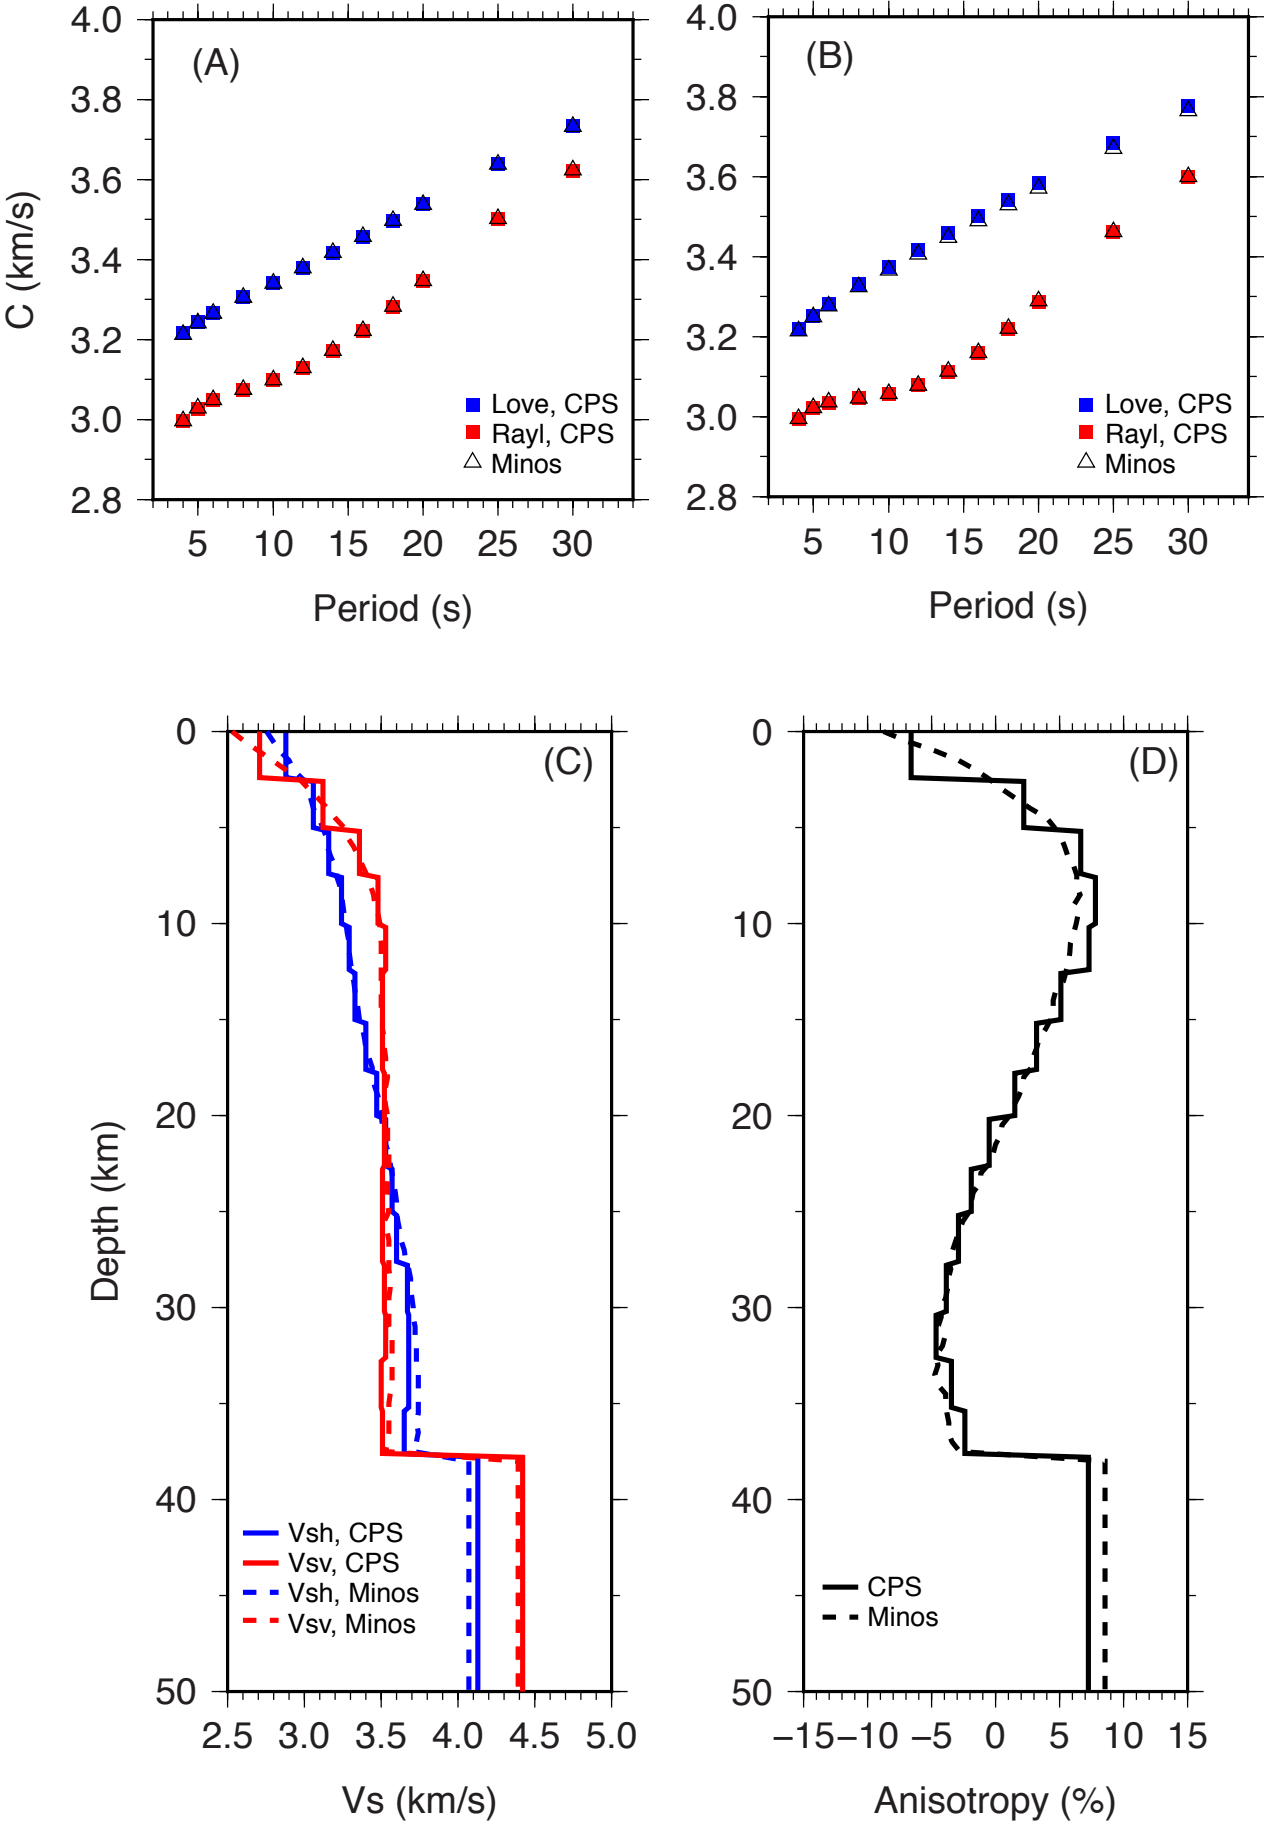 4.0
3.8
3.6
3.4
3.2
3.0
2.8
C (km/s)
(A)
Love, CPS
Rayl, CPS
Minos
5 10 15 20 25 30
Period (s)
4.0
3.8
3.6
3.4
3.2
3.0
2.8
(B)
Love, CPS
Rayl, CPS
Minos
5 10 15 20 25 30
Period (s)
0
10
20
30
40
50
Depth (km)
(C)
Vsh, CPS
Vsv, CPS
Vsh, Minos
Vsv, Minos
2.5 3.0 3.5 4.0 4.5 5.0
Vs (km/s)
0
10
20
30
40
50
(D)
CPS
Minos
−15 −10 −5 0 5 10 15
Anisotropy (%)